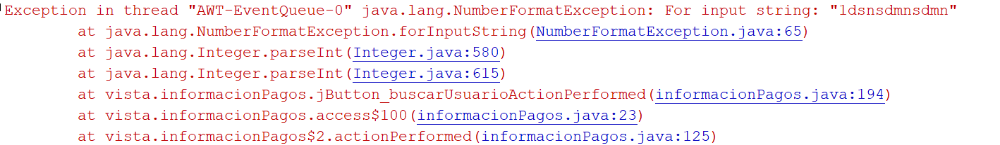 Exception in thread "AWT-EventQueue-0" java.lang.NumberFormatException: For input string: "1dsnsdmnsdmn"
at java.lang.NumberFormatException.forInputString(NumberFormatException.java:65)
at java.lang.Integer.parseInt(Integer.java:580)
at java.lang.Integer.parseInt(Integer.java:615)
at vista.informacionPagos.jButton_buscarUsuarioActionPerformed(informacionPagos.java:194)
at vista.informacionPagos.access$100(informacionPagos.java:23)
at vista.informacionPagos$2.actionPerformed(informacionPagos.java:125)